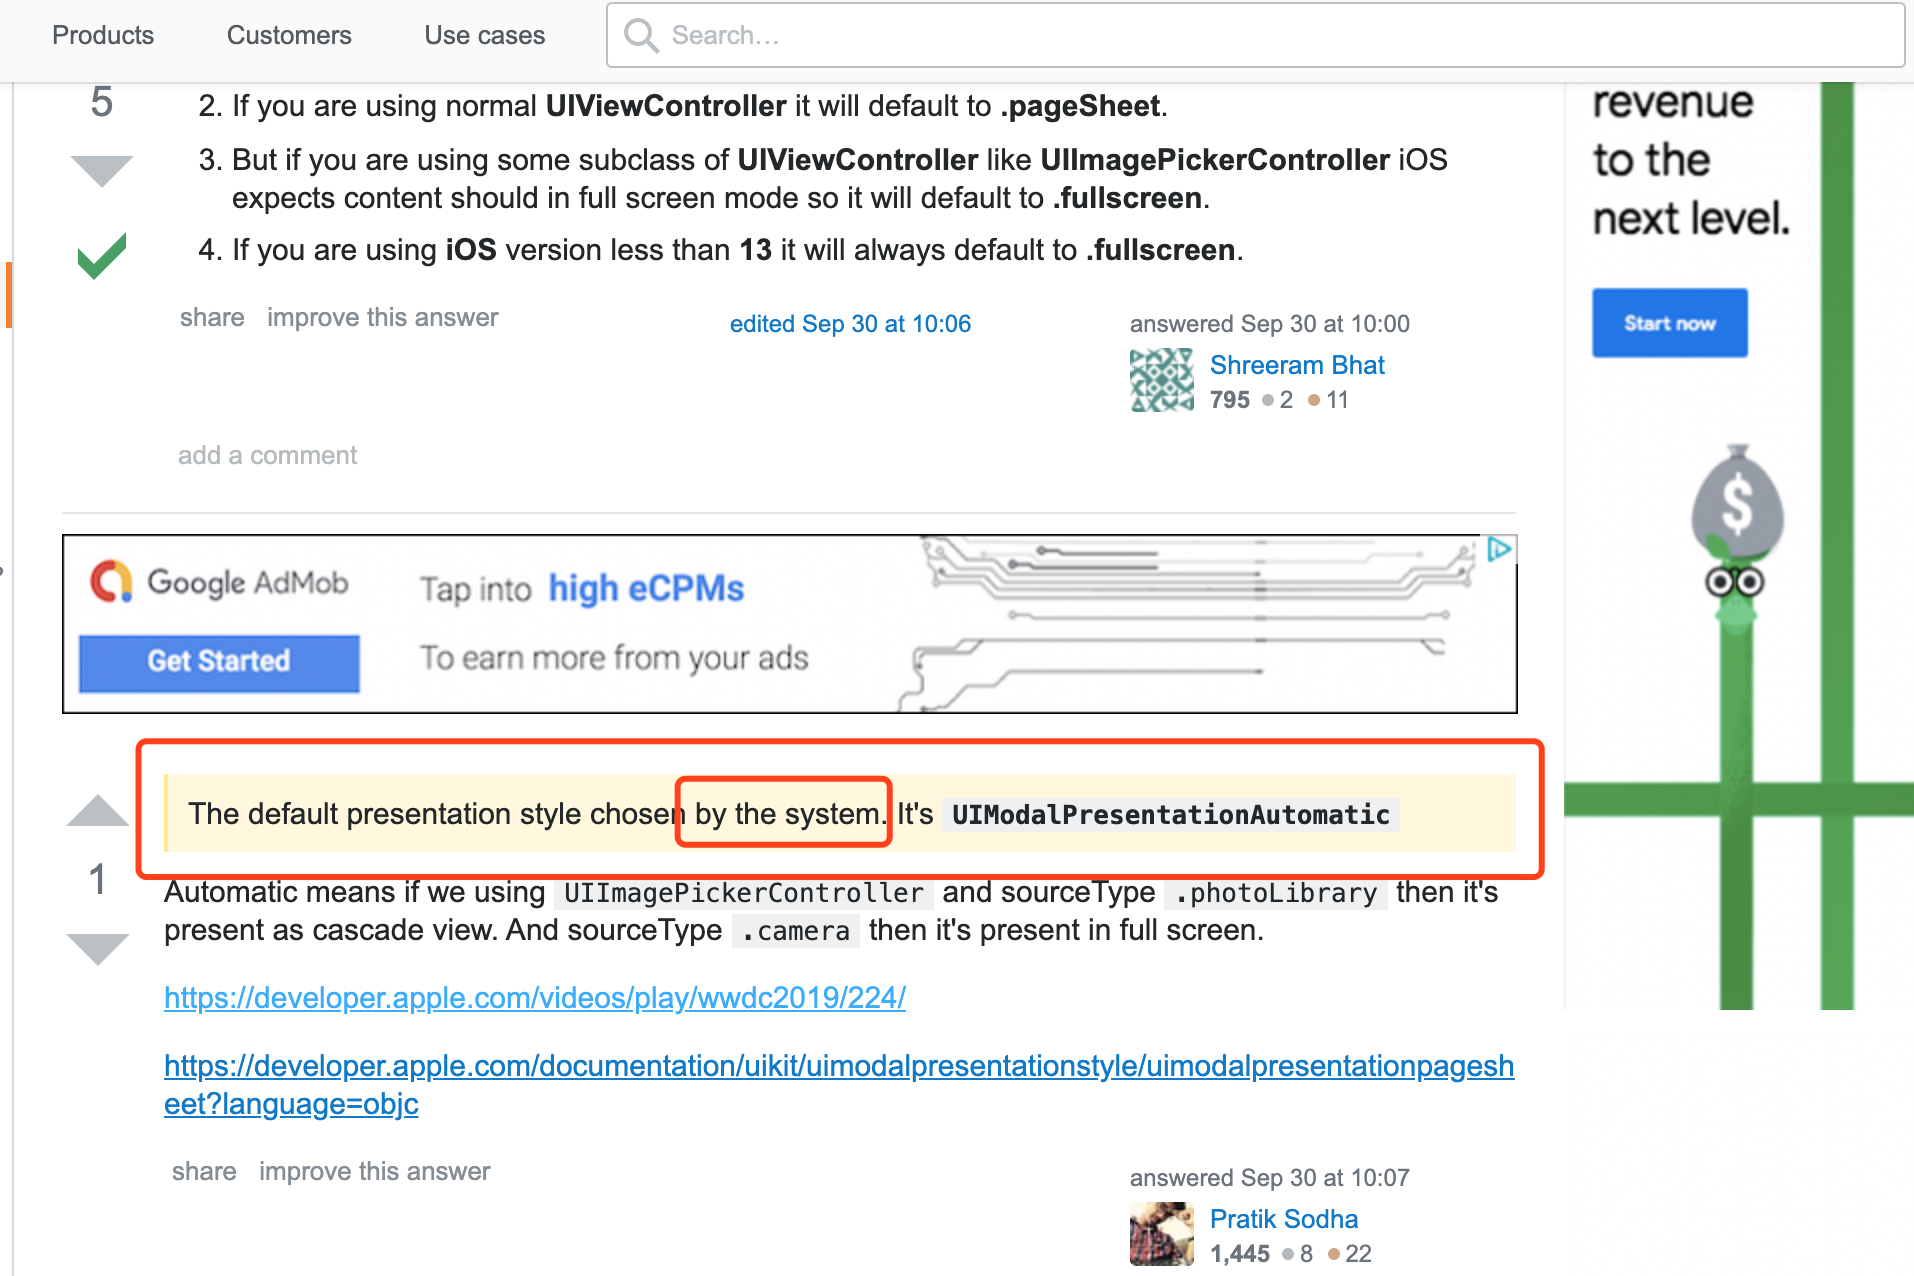 Products Customers Use cases Search...
5
2. If you are using normal UIViewController it will default to .pageSheet.
3. But if you are using some subclass of UIViewController like UIImagePickerController iOS
expects content should in full screen mode so it will default to .fullscreen.
4. If you are using iOS version less than 13 it will always default to .fullscreen.
share improve this answer
edited Sep 30 at 10:06
answered Sep 30 at 10:00
Shreeram Bhat
795 2 11
add a comment
revenue
to the
next level.
Start now
$
Google AdMob
Get Started
Tap into high eCPMs
To earn more from your ads
1
The default presentation style chosen by the system. It's UIModalPresentationAutomatic
Automatic means if we using UIImagePickerController and sourceType .photoLibrary then it's
present as cascade view. And sourceType .camera then it's present in full screen.
https://developer.apple.com/videos/play/wwdc2019/224/
https://developer.apple.com/documentation/uikit/uimodalpresentationstyle/uimodalpresentationpagesh
eet?language=objc
share improve this answer
answered Sep 30 at 10:07
Pratik Sodha
1,445 8 22